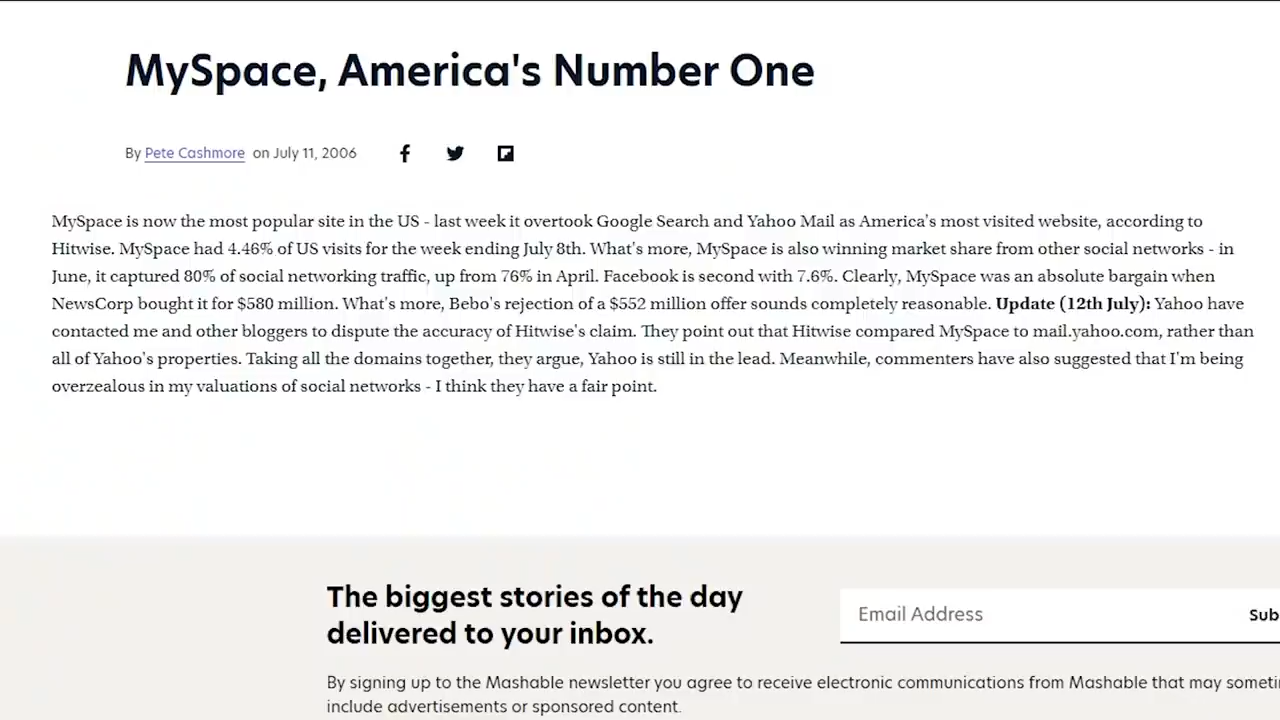 MySpace, America's Number One
By Pete Cashmore on July 11, 2006
MySpace is now the most popular site in the US - last week it overtook Google Search and Yahoo Mail as America's most visited website, according to
Hitwise. MySpace had 4.46% of US visits for the week ending July 8th. What's more, MySpace is also winning market share from other social networks - in
June, it captured 80% of social networking traffic, up from 76% in April. Facebook is second with 7.6%. Clearly, MySpace was an absolute bargain when
NewsCorp bought it for $580 million. What's more, Bebo's rejection of a $552 million offer sounds completely reasonable. Update (12th July): Yahoo have
contacted me and other bloggers to dispute the accuracy of Hitwise's claim. They point out that Hitwise compared MySpace to mail.yahoo.com, rather than
all of Yahoo's properties. Taking all the domains together, they argue, Yahoo is still in the lead. Meanwhile, commenters have also suggested that I'm being
overzealous in my valuations of social networks - I think they have a fair point.
The biggest stories of the day
delivered to your inbox.
Email Address
Sub
By signing up to the Mashable newsletter you agree to receive electronic communications from Mashable that may someti
include advertisements or sponsored content.